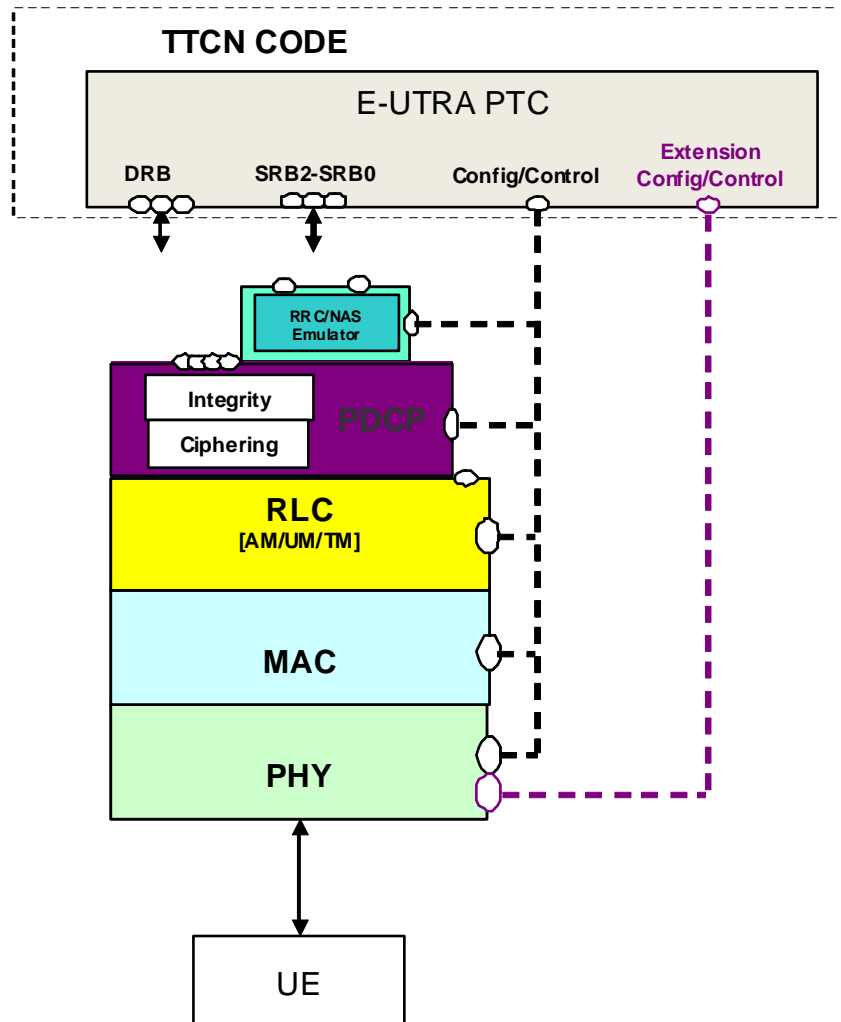 TTCN CODE
E-UTRA PTC
DRB
SRB2-SRB0
Config/Control
Extension
Config/Control
RRC/NAS
Emulator
Integrity
Ciphering
PDCP
RLC
[AM/UM/TM]
MAC
PHY
UE